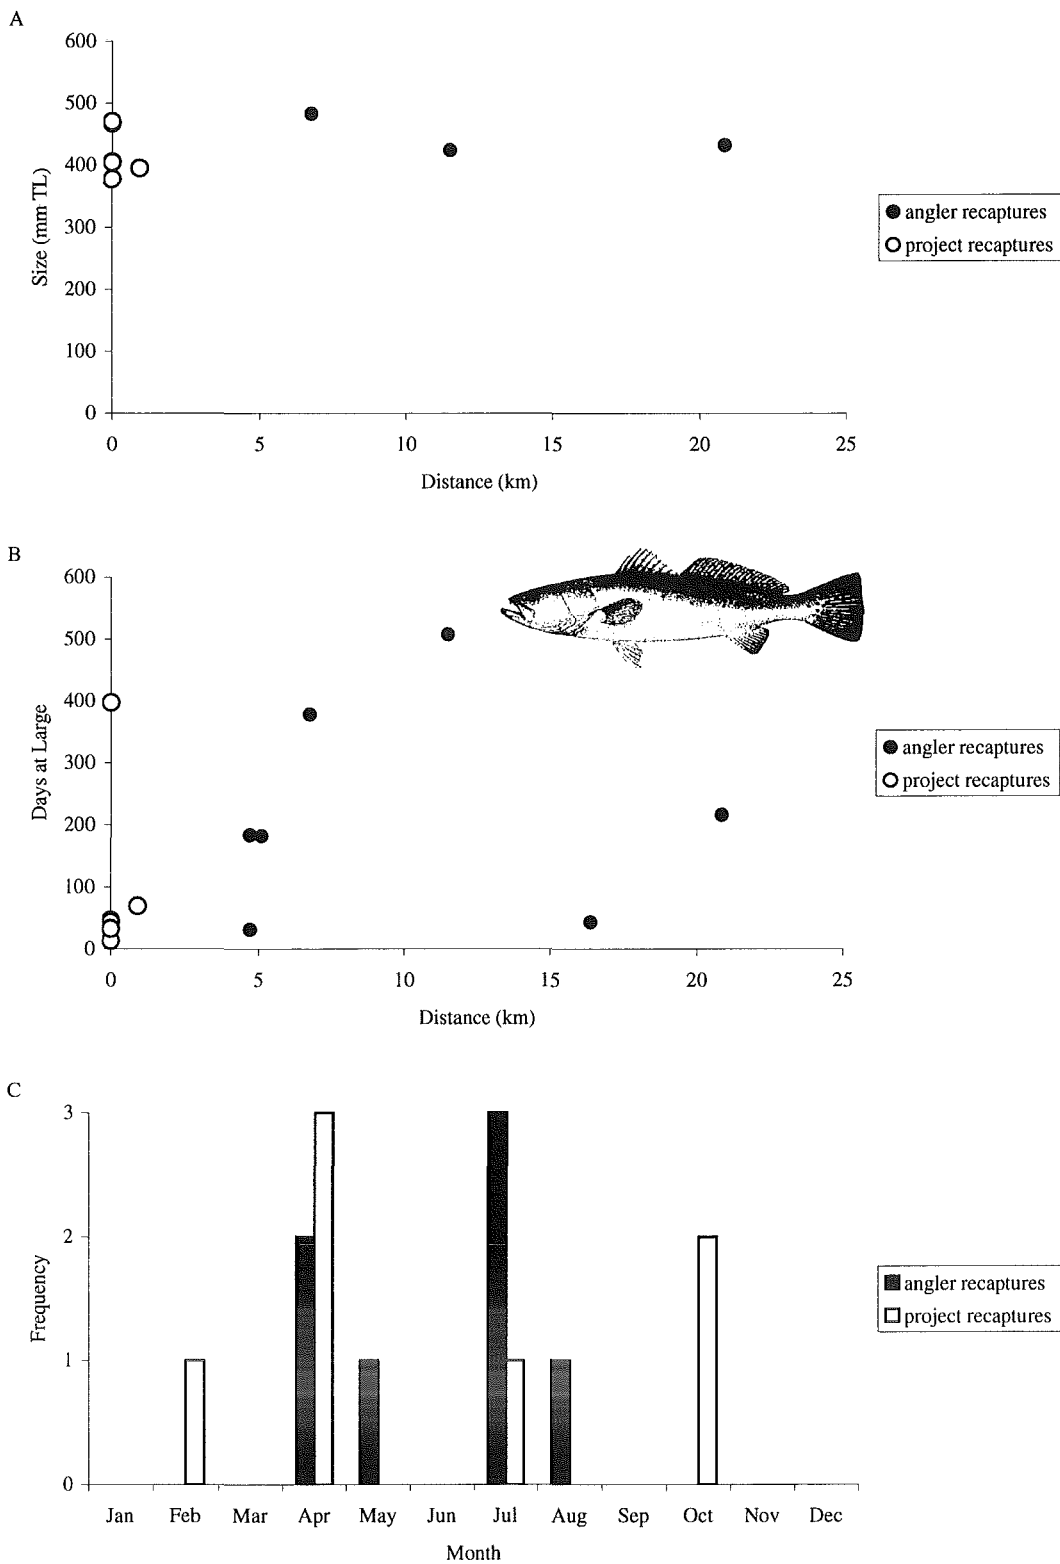 A
600
500
400
300
200
100
0
Size (mm TL)
0 5 10 15 20 25
Distance (km)
angler recaptures
project recaptures
B
600
500
400
300
200
100
0
Days at Large
0 5 10 15 20 25
Distance (km)
angler recaptures
project recaptures
C
3
2
1
0
Frequency
Jan Feb Mar Apr May Jun Jul Aug Sep Oct Nov Dec
Month
angler recaptures
project recaptures